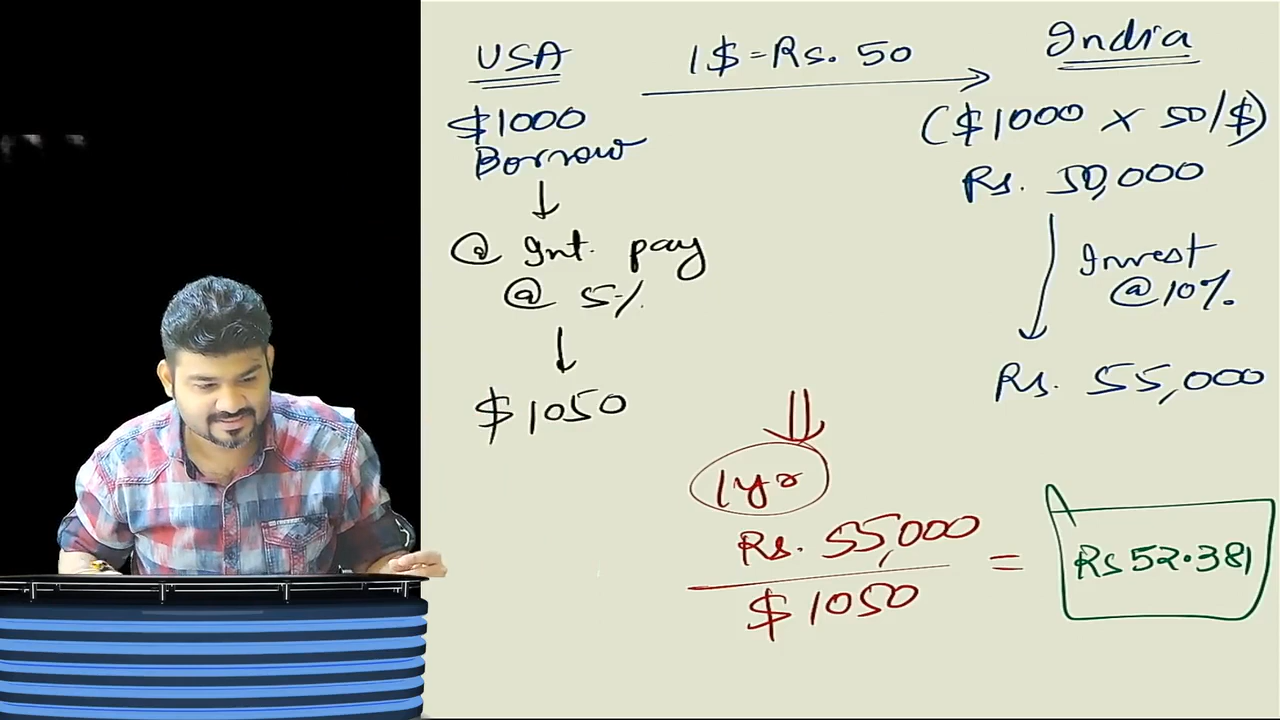 USA
1$=Rs. 50
India
$1000
Borrow
@ Int. pay
@ 5%
$1050
($1000 × 50/$)
Rs. 50,000
Invest
@10%.
Rs. 55,000
1yr
Rs. 55,000
$1050
=
Rs 52.381